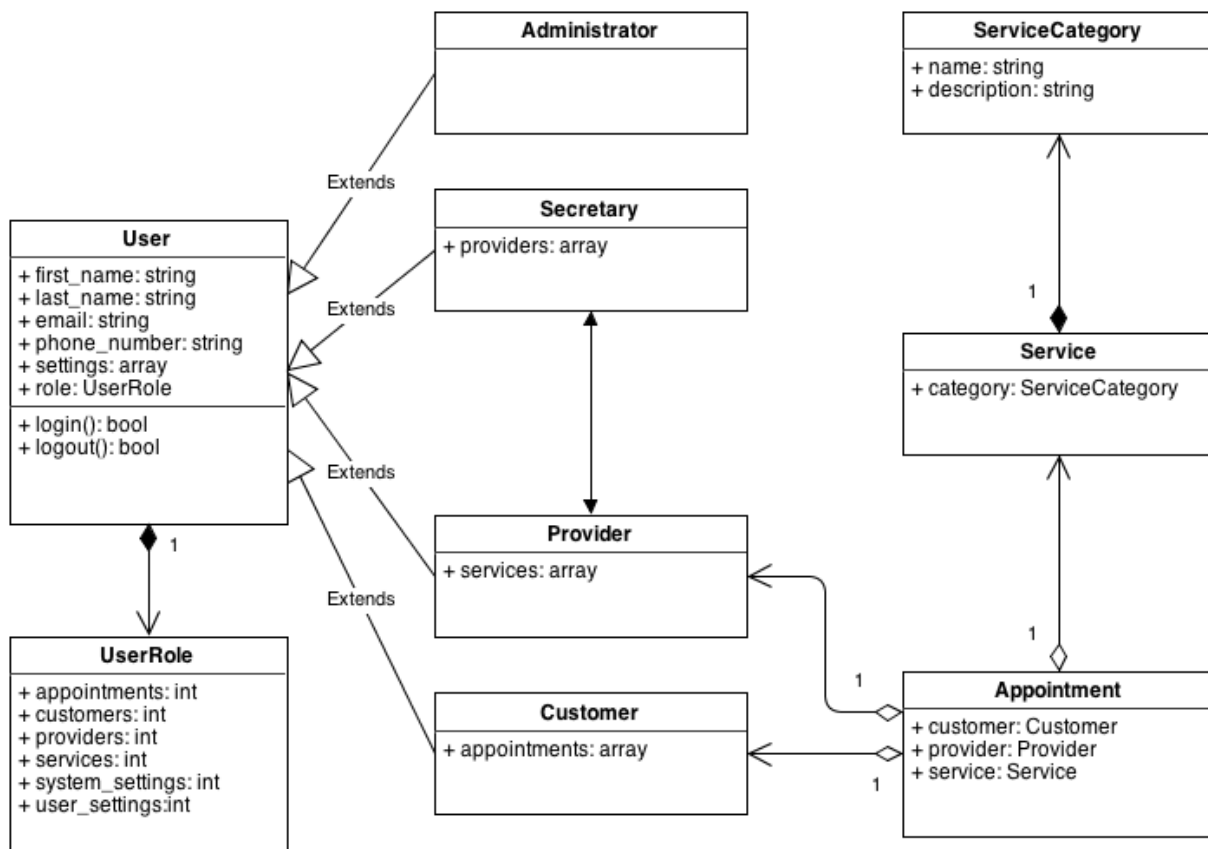 Administrator
ServiceCategory
+ name: string
+ description: string
Extends
Secretary
+ providers: array
User
+ first_name: string
+ last_name: string
+ email: string
+ phone_number: string
+ settings: array
+ role: UserRole
+ login(): bool
+ logout(): bool
Extends
1
Service
+ category: ServiceCategory
Extends
Provider
+ services: array
1
Extends
1
UserRole
+ appointments: int
+ customers: int
+ providers: int
+ services: int
+ system_settings: int
+ user_settings:int
Customer
+ appointments: array
1
1
Appointment
+ customer: Customer
+ provider: Provider
+ service: Service